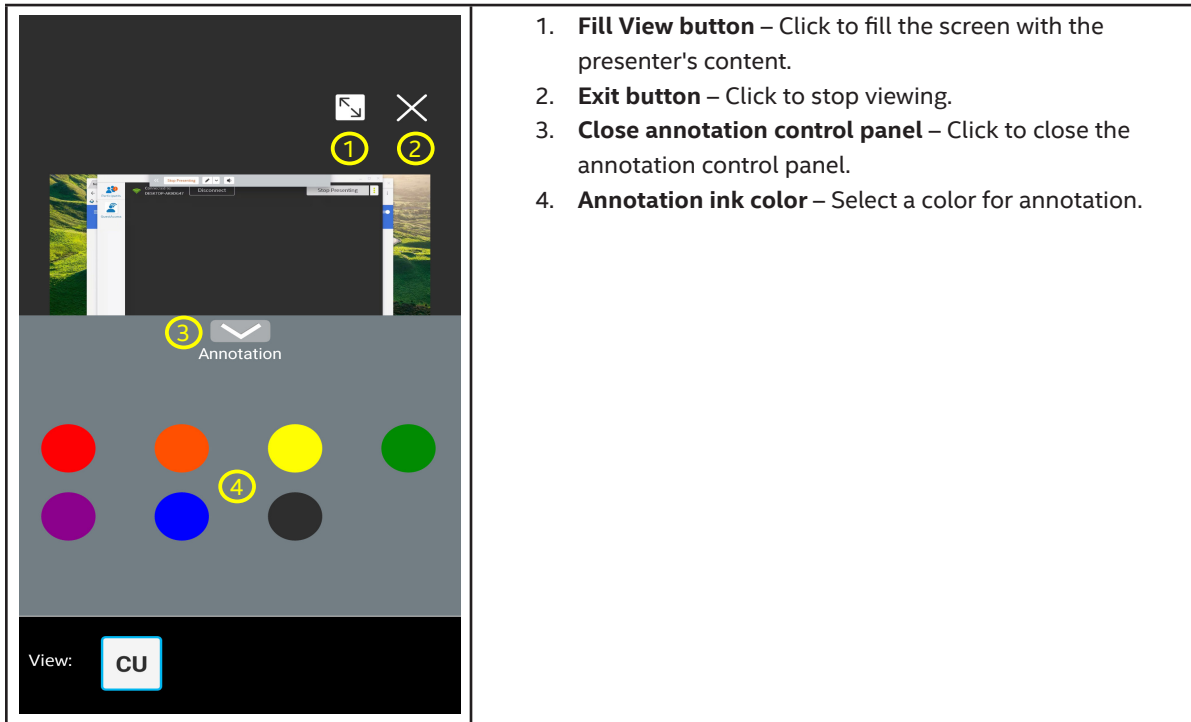 1
2
Stop Presenting
Disconnect
Stop Presenting
3
Annotation
4
View:
CU
1. Fill View button – Click to fill the screen with the
presenter's content.
2. Exit button – Click to stop viewing.
3. Close annotation control panel – Click to close the
annotation control panel.
4. Annotation ink color – Select a color for annotation.